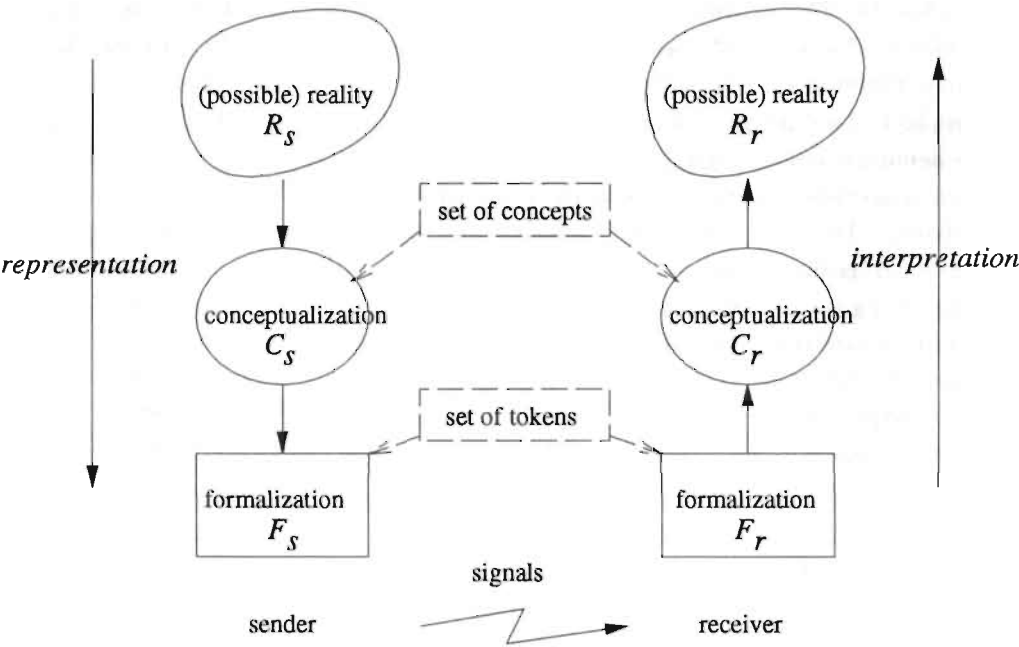 (possible) reality
R_s
(possible) reality
R_r
set of concepts
representation
interpretation
conceptualization
C_s
conceptualization
C_r
set of tokens
formalization
F_s
formalization
F_r
signals
sender
receiver